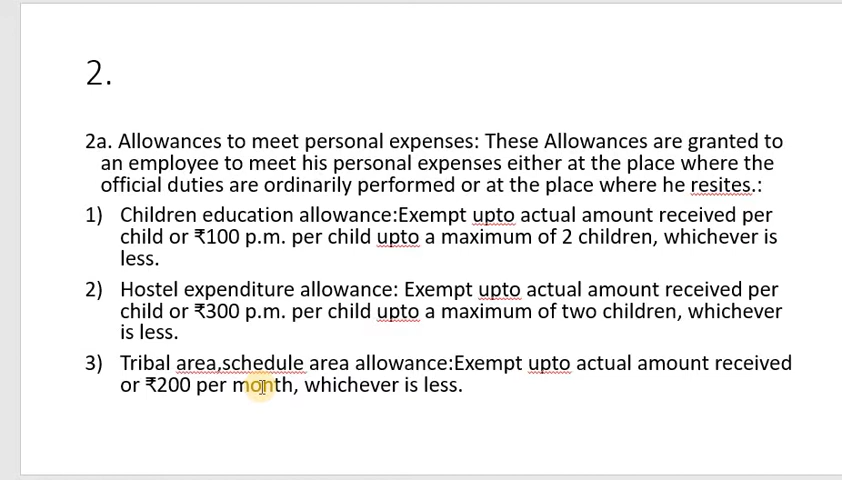 2.
2a. Allowances to meet personal expenses: These Allowances are granted to
an employee to meet his personal expenses either at the place where the
official duties are ordinarily performed or at the place where he resites.:
1) Children education allowance:Exempt upto actual amount received per
child or ₹100 p.m. per child upto a maximum of 2 children, whichever is
less.
2) Hostel expenditure allowance: Exempt upto actual amount received per
child or ₹300 p.m. per child upto a maximum of two children, whichever
is less.
3) Tribal area,schedule area allowance:Exempt upto actual amount received
or ₹200 per month, whichever is less.